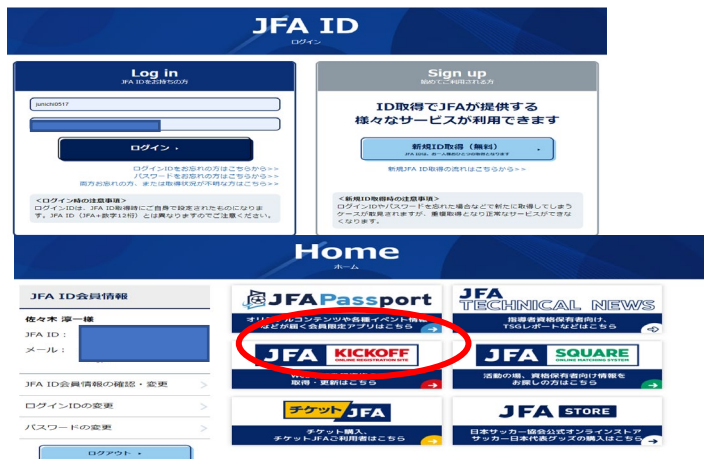 JFA ID
ログイン
Log in
JFA IDをお持ちの方
junichi0517
ログイン
ログインIDをお忘れの方はこちらから>>
パスワードをお忘れの方はこちらから>>
両方お忘れの方、または取得状況が不明な方はこちら>>
<ログイン時の注意事項>
ログインIDは、JFA ID取得時にご自身で設定されたものになりま
す。JFA ID（JFA+数字12桁）とは異なりますのでご注意ください。
Sign up
初めてご利用される方
ID取得でJFAが提供する
様々なサービスが利用できます
新規ID取得（無料）
JFA IDは、お一人様おひとつの取得となります
新規JFA ID取得の流れはこちらから>>
<新規ID取得時の注意事項>
ログインIDやパスワードを忘れた場合などで新たに取得してしまう
ケースが散見されますが、重複取得となり正常なサービスができな
くなります。
Home
ホーム
JFA ID会員情報
佐々木 淳一様
JFA ID：
メール：
JFA ID会員情報の確認・変更
ログインIDの変更
パスワードの変更
ログアウト
JFAPassport
オリジナルコンテンツや各種イベント情報
などが届く会員限定アプリはこちら
JFA
TECHNICAL NEWS
指導者資格保有者向け、
TSGレポートなどはこちら
JFA KICKOFF
ONLINE REGISTRATION SITE
取得・更新はこちら
JFA SQUARE
ONLINE MATCHING SYSTEM
活動の場、資格保有者向け情報を
お探しの方はこちら
チケットJFA
チケット購入、
チケットJFAご利用者はこちら
JFA STORE
日本サッカー協会公式オンラインストア
サッカー日本代表グッズの購入はこちら